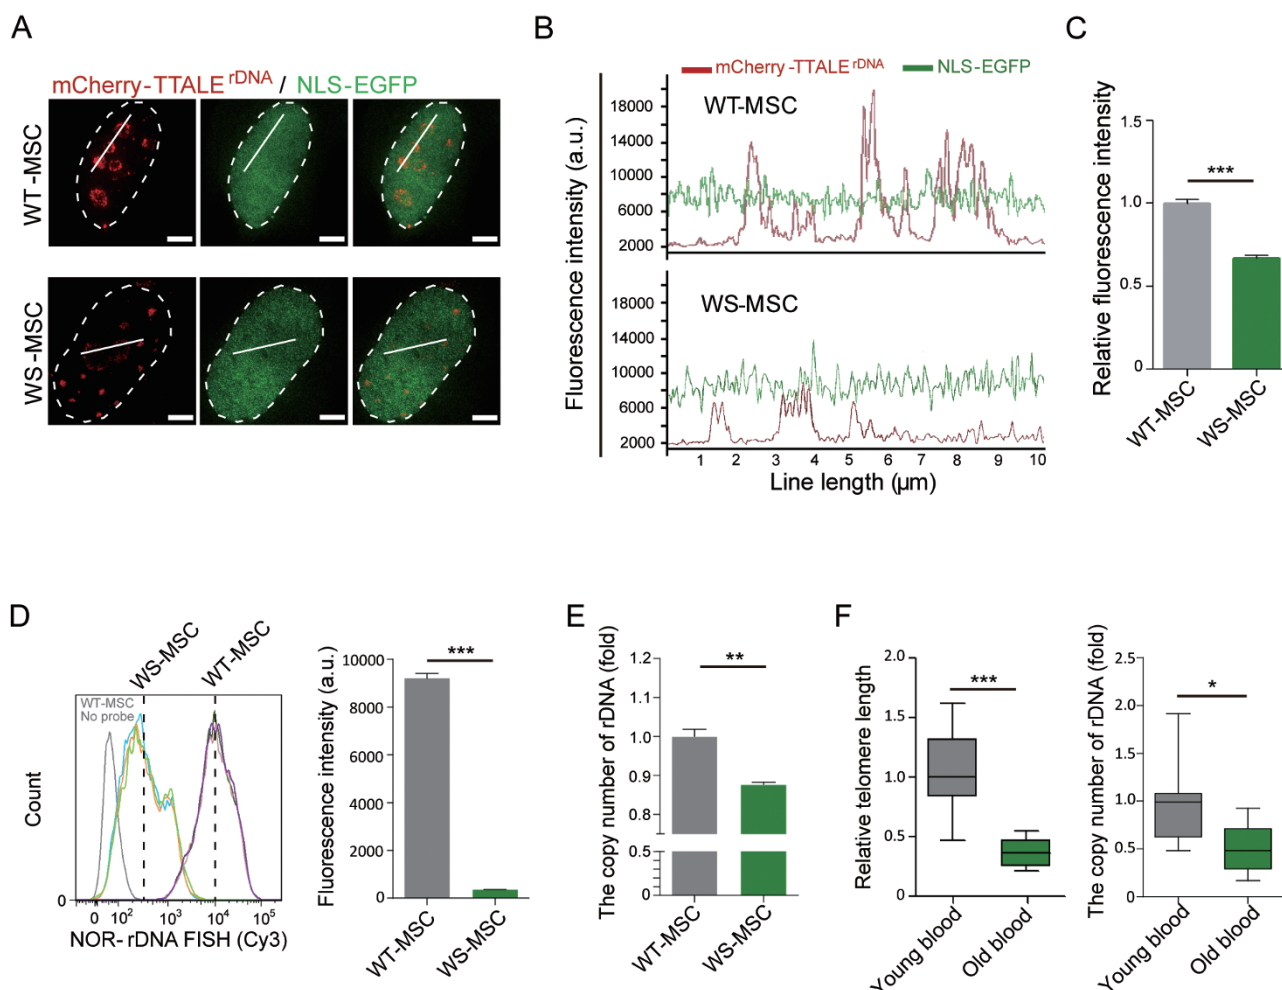 A
mCherry-TTALE rDNA / NLS-EGFP
WT-MSC
WS-MSC
B
mCherry-TTALE rDNA NLS-EGFP
Fluorescence intensity (a.u.)
WT-MSC
18000
14000
10000
6000
2000
WS-MSC
18000
14000
10000
6000
2000
1 2 3 4 5 6 7 8 9 10
Line length (µm)
C
Relative fluorescence intensity
1.5
1.0
0.5
0
***
WT-MSC
WS-MSC
D
WS-MSC
WT-MSC
WT-MSC
No probe
Count
0
0 10² 10³ 10⁴ 10⁵
NOR- rDNA FISH (Cy3)
Fluorescence intensity (a.u.)
10000
8000
6000
4000
2000
0
***
WT-MSC
WS-MSC
E
The copy number of rDNA (fold)
1.2
1.1
1.0
0.9
0.8
0.5
0
**
WT-MSC
WS-MSC
F
Relative telomere length
2.0
1.5
1.0
0.5
0
***
Young blood
Old blood
The copy number of rDNA (fold)
2.5
2.0
1.5
1.0
0.5
0
*
Young blood
Old blood